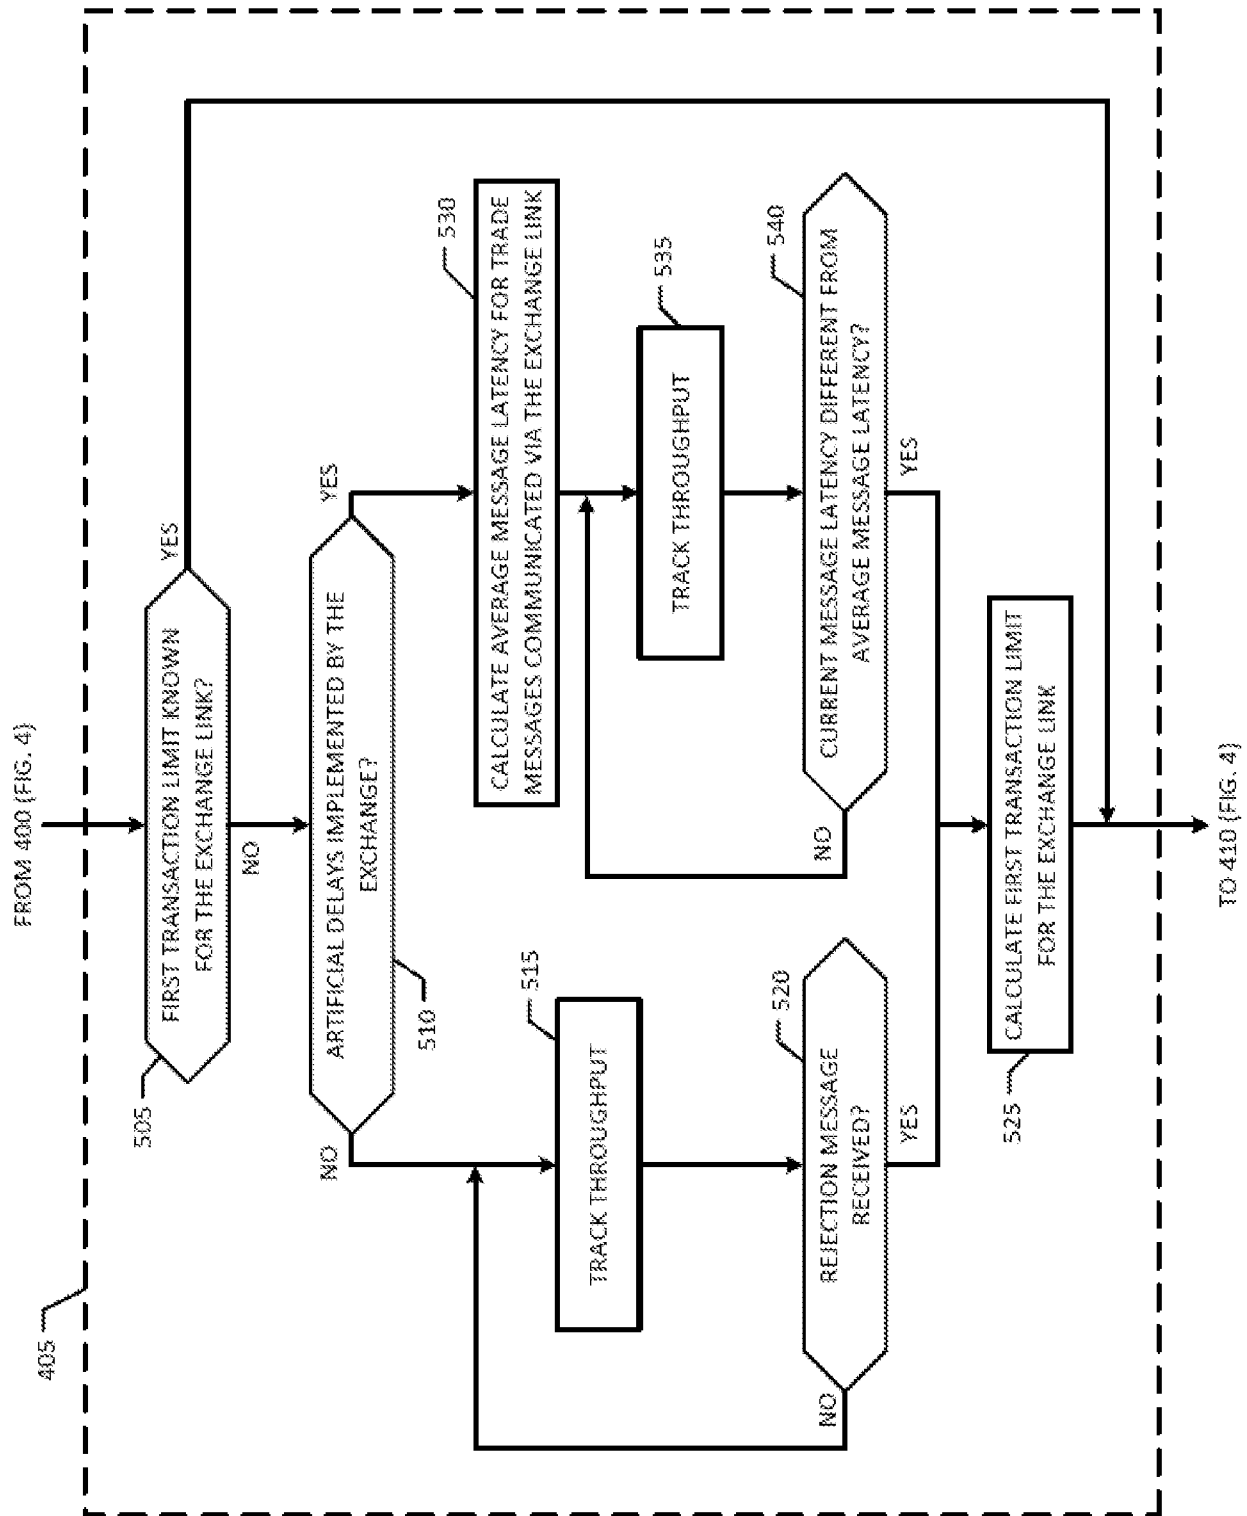 FROM 400 (FIG. 4)
405
505
FIRST TRANSACTION LIMIT KNOWN
FOR THE EXCHANGE LINK?
YES
NO
ARTIFICIAL DELAYS IMPLEMENTED BY THE
EXCHANGE?
510
NO
YES
515
TRACK THROUGHPUT
520
REJECTION MESSAGE
RECEIVED?
NO
YES
530
CALCULATE AVERAGE MESSAGE LATENCY FOR TRADE
MESSAGES COMMUNICATED VIA THE EXCHANGE LINK
535
TRACK THROUGHPUT
540
CURRENT MESSAGE LATENCY DIFFERENT FROM
AVERAGE MESSAGE LATENCY?
NO
YES
525
CALCULATE FIRST TRANSACTION LIMIT
FOR THE EXCHANGE LINK
TO 410 (FIG. 4)